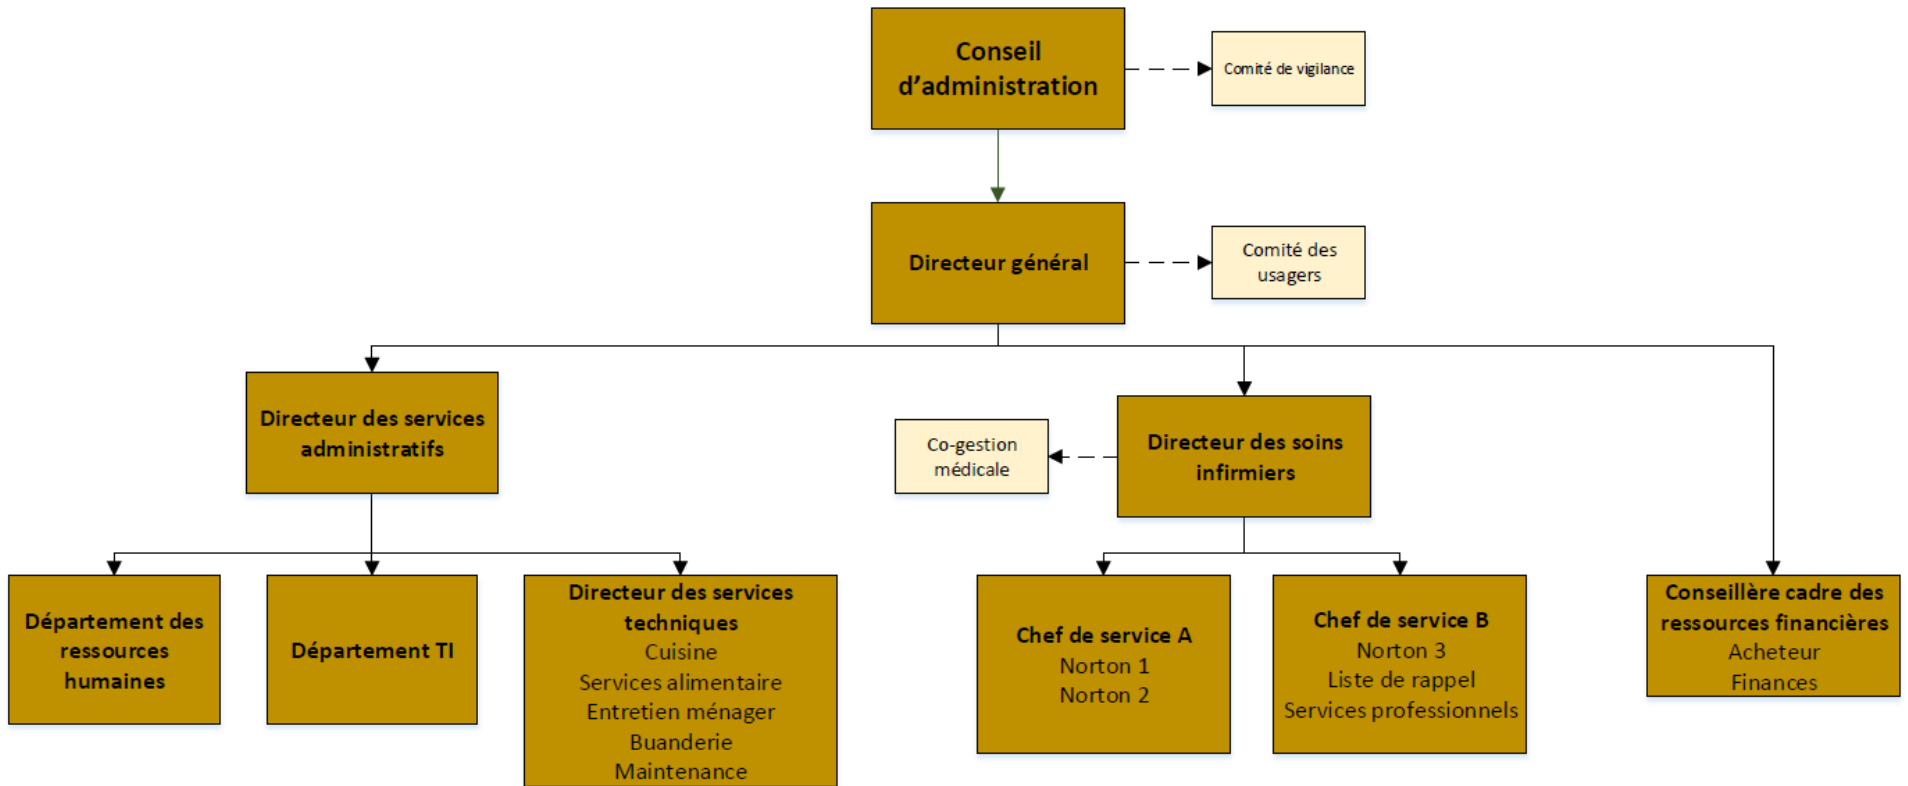 Conseil
d'administration
Comité de vigilance
Directeur général
Comité des
usagers
Directeur des services
administratifs
Co-gestion
médicale
Directeur des soins
infirmiers
Département des
ressources
humaines
Département TI
Directeur des services
techniques
Cuisine
Services alimentaire
Entretien ménager
Buanderie
Maintenance
Chef de service A
Norton 1
Norton 2
Chef de service B
Norton 3
Liste de rappel
Services professionnels
Conseillère cadre des
ressources financières
Acheteur
Finances